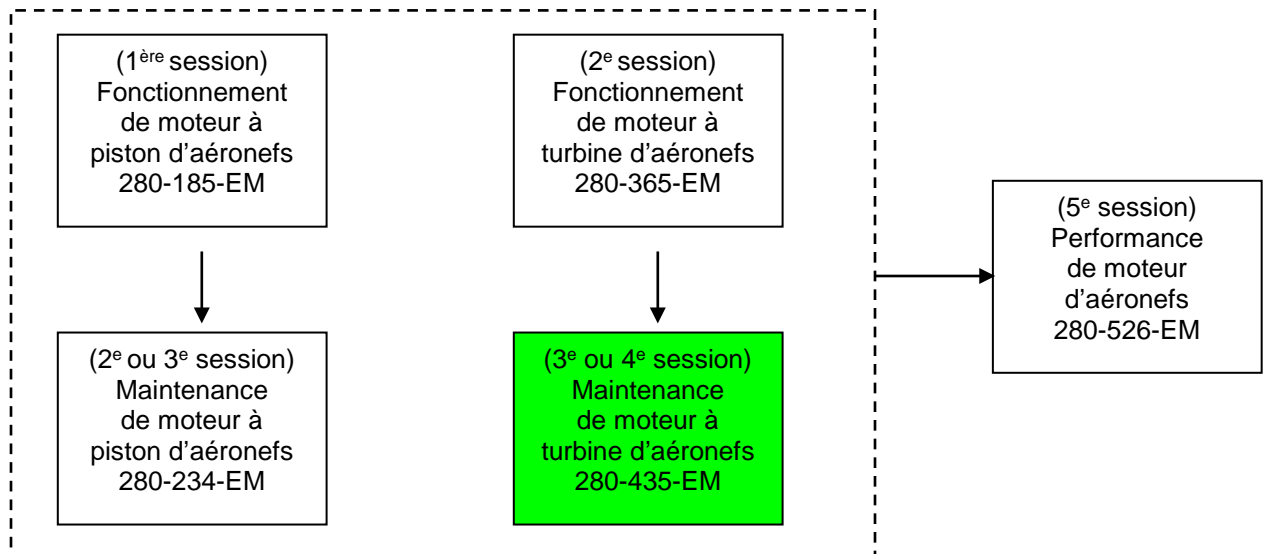 (1ère session)
Fonctionnement
de moteur à
piston d’aéronefs
280-185-EM
(2e session)
Fonctionnement
de moteur à
turbine d’aéronefs
280-365-EM
(5e session)
Performance
de moteur
d’aéronefs
280-526-EM
(2e ou 3e session)
Maintenance
de moteur à
piston d’aéronefs
280-234-EM
(3e ou 4e session)
Maintenance
de moteur à
turbine d’aéronefs
280-435-EM